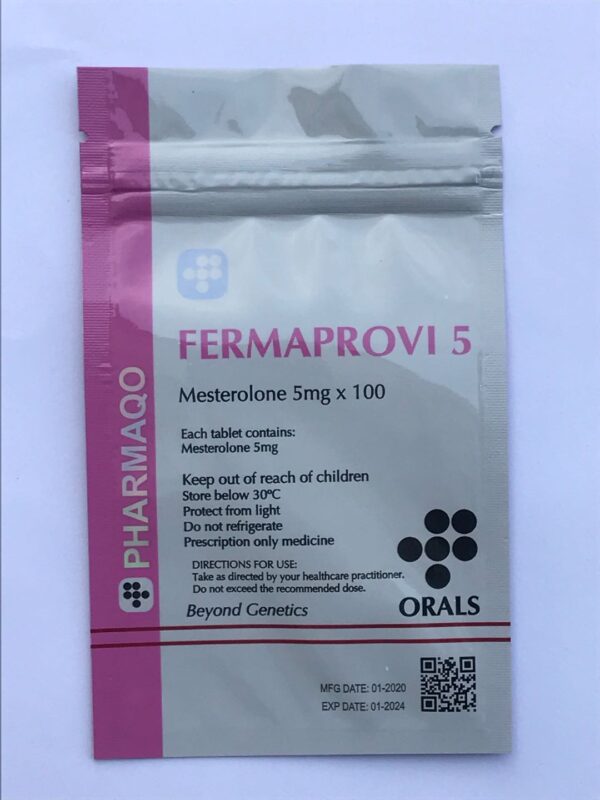 FERMAPROVI 5
Mesterolone 5mg x 100
Each tablet contains:
Mesterolone 5mg
Keep out of reach of children
Store below 30ºC
Protect from light
Do not refrigerate
Prescription only medicine
DIRECTIONS FOR USE:
Take as directed by your healthcare practitioner.
Do not exceed the recommended dose.
Beyond Genetics
ORALS
PHARMAQO
MFG DATE: 01-2020
EXP DATE: 01-2024